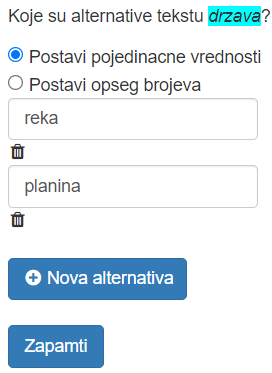 Koje su alternative tekstu drzava?
Postavi pojedinacne vrednosti
Postavi opseg brojeva
reka
planina
Nova alternativa
Zapamti